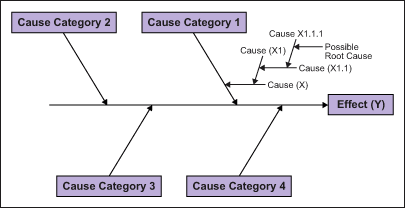 Cause Category 2
Cause Category 1
Cause X1.1.1
Cause (X1)
Possible
Root Cause
Cause (X1.1)
Cause (X)
Effect (Y)
Cause Category 3
Cause Category 4